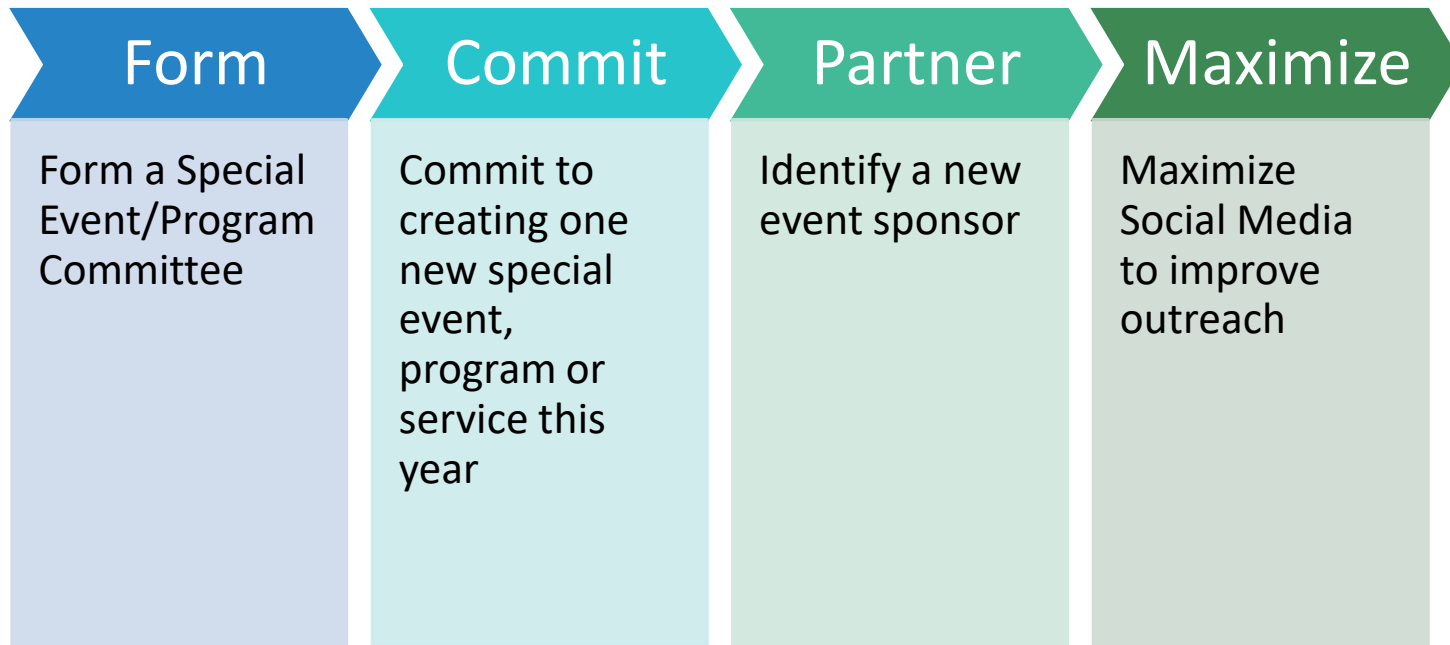 Form
Form a Special
Event/Program
Committee
Commit
Commit to
creating one
new special
event,
program or
service this
year
Partner
Identify a new
event sponsor
Maximize
Maximize
Social Media
to improve
outreach